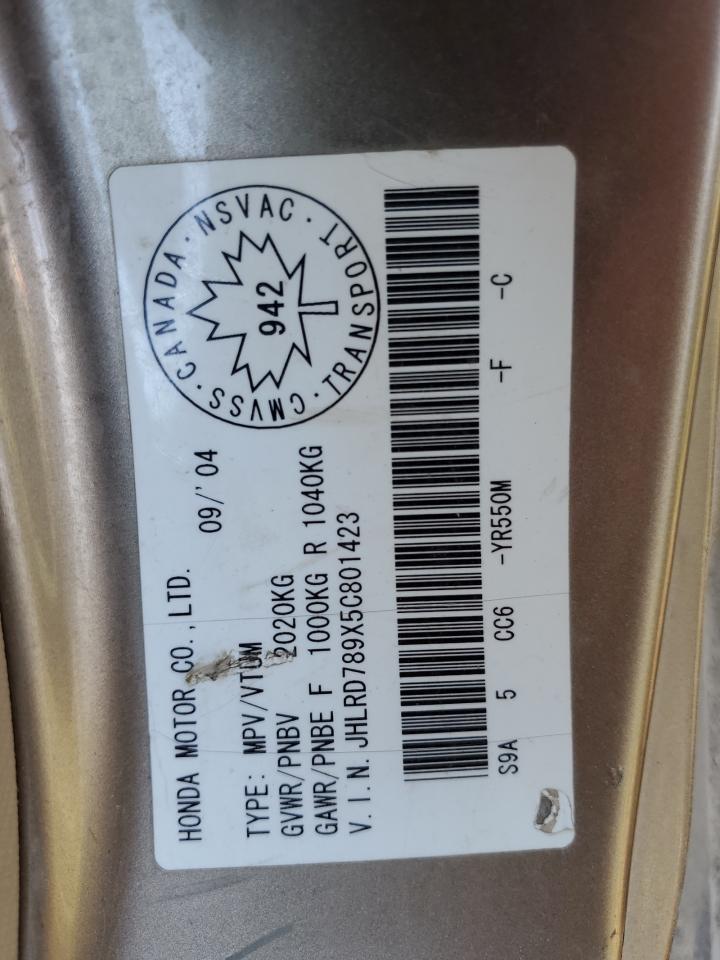 HONDA MOTOR CO.,LTD. 09/'04
TYPE: MPV/VTUM
GVWR/PNBV 2020KG
GAWR/PNBE F 1000KG R 1040KG
V.I.N. JHLRD789X5C801423
S9A 5 CC6 -YR550M -F -C
CANADA · NSVAC · TRANSPORT · CMVSS ·
942